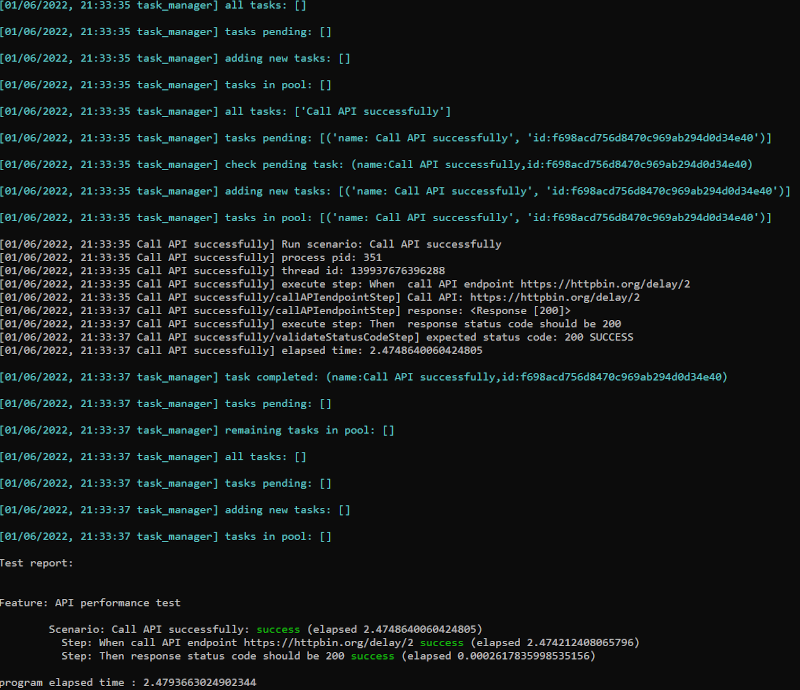 [01/06/2022, 21:33:35 task_manager] all tasks: []
[01/06/2022, 21:33:35 task_manager] tasks pending: []
[01/06/2022, 21:33:35 task_manager] adding new tasks: []
[01/06/2022, 21:33:35 task_manager] tasks in pool: []
[01/06/2022, 21:33:35 task_manager] all tasks: ['Call API successfully']
[01/06/2022, 21:33:35 task_manager] tasks pending: [('name: Call API successfully', 'id:f698acd756d8470c969ab294d0d34e40')]
[01/06/2022, 21:33:35 task_manager] check pending task: (name:Call API successfully,id:f698acd756d8470c969ab294d0d34e40)
[01/06/2022, 21:33:35 task_manager] adding new tasks: [('name: Call API successfully', 'id:f698acd756d8470c969ab294d0d34e40')]
[01/06/2022, 21:33:35 task_manager] tasks in pool: [('name: Call API successfully', 'id:f698acd756d8470c969ab294d0d34e40')]
[01/06/2022, 21:33:35 Call API successfully] Run scenario: Call API successfully
[01/06/2022, 21:33:35 Call API successfully] process pid: 351
[01/06/2022, 21:33:35 Call API successfully] thread id: 139937676396288
[01/06/2022, 21:33:35 Call API successfully] execute step: When  call API endpoint https://httpbin.org/delay/2
[01/06/2022, 21:33:35 Call API successfully/callAPIendpointStep] Call API: https://httpbin.org/delay/2
[01/06/2022, 21:33:37 Call API successfully/callAPIendpointStep] response: <Response [200]>
[01/06/2022, 21:33:37 Call API successfully] execute step: Then  response status code should be 200
[01/06/2022, 21:33:37 Call API successfully/validateStatusCodeStep] expected status code: 200 SUCCESS
[01/06/2022, 21:33:37 Call API successfully] elapsed time: 2.4748640060424805
[01/06/2022, 21:33:37 task_manager] task completed: (name:Call API successfully,id:f698acd756d8470c969ab294d0d34e40)
[01/06/2022, 21:33:37 task_manager] tasks pending: []
[01/06/2022, 21:33:37 task_manager] remaining tasks in pool: []
[01/06/2022, 21:33:37 task_manager] all tasks: []
[01/06/2022, 21:33:37 task_manager] tasks pending: []
[01/06/2022, 21:33:37 task_manager] adding new tasks: []
[01/06/2022, 21:33:37 task_manager] tasks in pool: []
Test report:
Feature: API performance test
Scenario: Call API successfully: success (elapsed 2.4748640060424805)
Step: When call API endpoint https://httpbin.org/delay/2 success (elapsed 2.474212408065796)
Step: Then response status code should be 200 success (elapsed 0.0002617835998535156)
program elapsed time : 2.4793663024902344